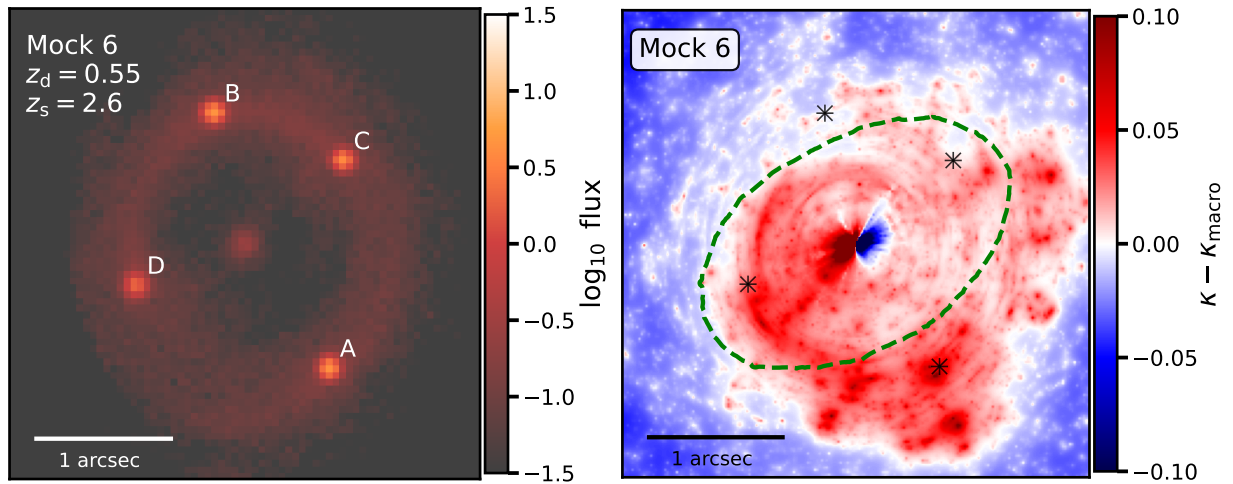 Mock 6
z_d = 0.55
z_s = 2.6
B
C
D
A
1 arcsec
1.5
1.0
0.5
0.0
−0.5
−1.0
−1.5
log₁₀ flux
Mock 6
1 arcsec
0.10
0.05
0.00
−0.05
−0.10
κ − κ_macro